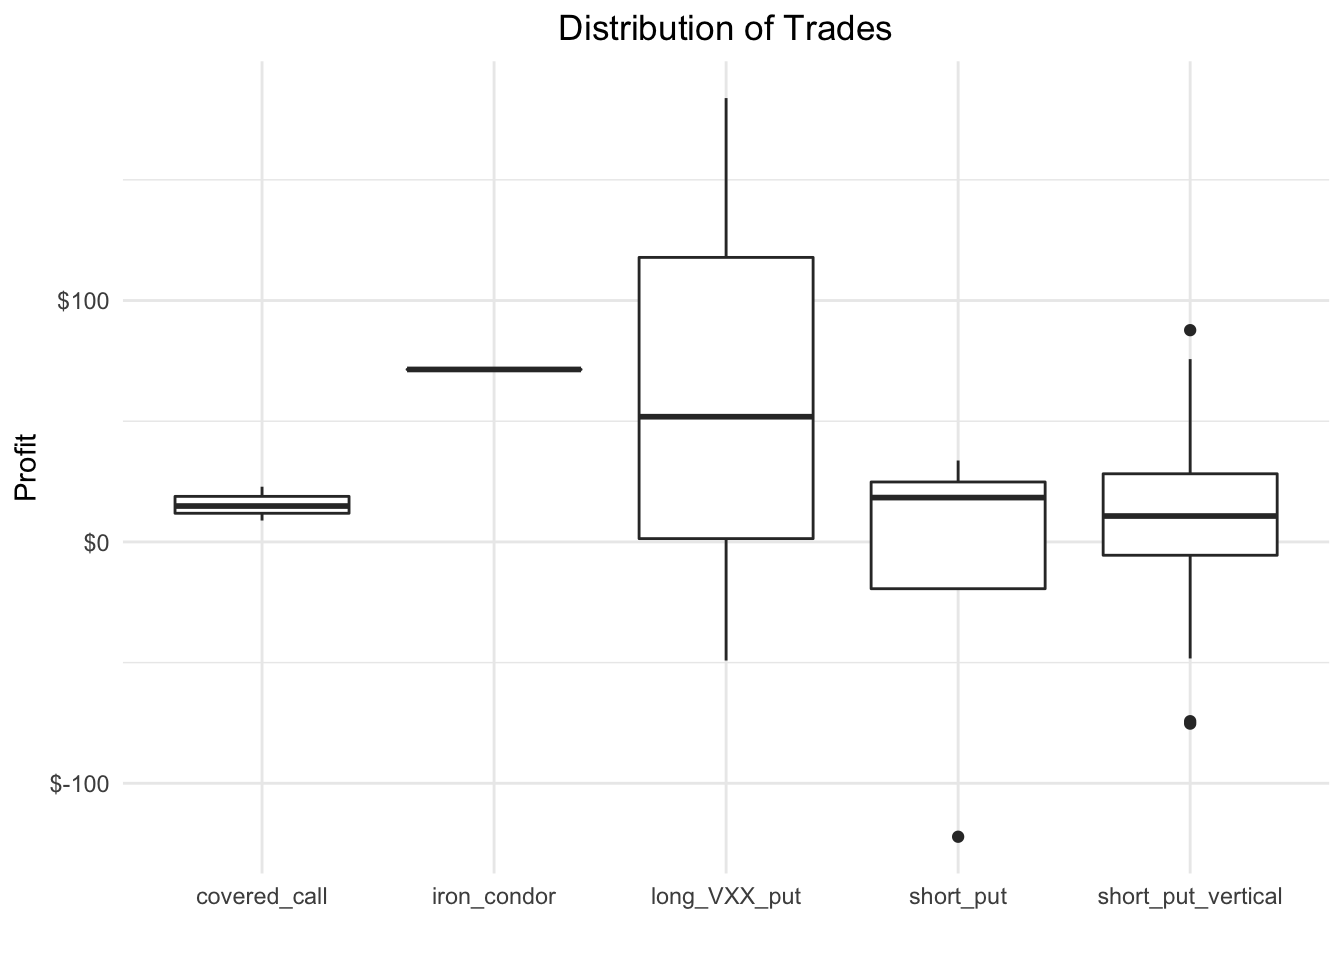 Distribution of Trades
Profit
$100
$0
$-100
covered_call
iron_condor
long_VXX_put
short_put
short_put_vertical